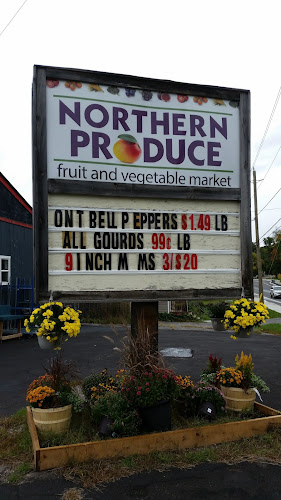 NORTHERN
PRODUCE
fruit and vegetable market
ONT BELL PEPPERS $1.49 LB
ALL GOURDS 99¢ LB
9 INCH M MS 3/$20